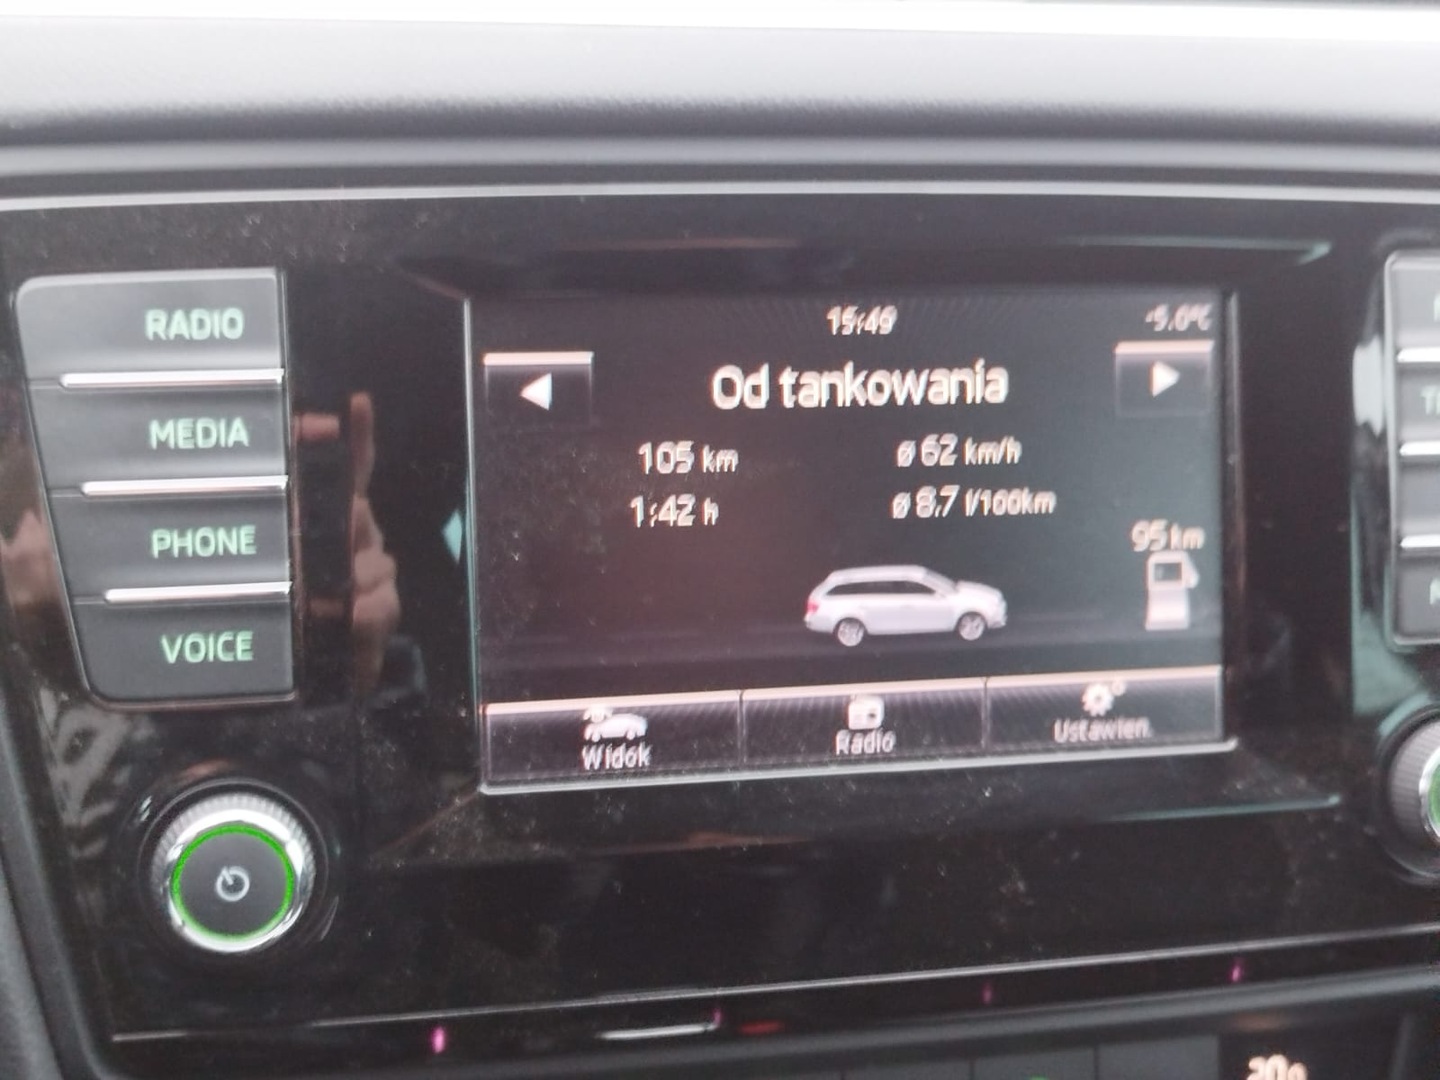 15:49
-5.0°C
Od tankowania
105 km
ø 62 km/h
1:42 h
ø 8.7 l/100km
95 km
Widok
Radio
Ustawien.
RADIO
MEDIA
PHONE
VOICE